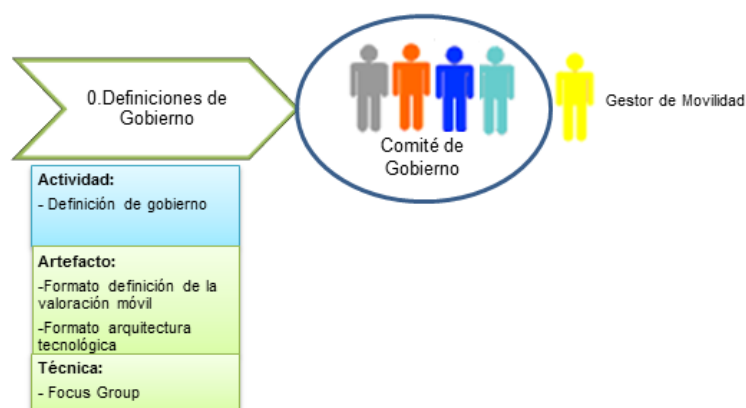 0.Definiciones de
Gobierno
Comité de
Gobierno
Gestor de Movilidad
Actividad:
- Definición de gobierno
Artefacto:
-Formato definición de la
valoración móvil
-Formato arquitectura
tecnológica
Técnica:
- Focus Group